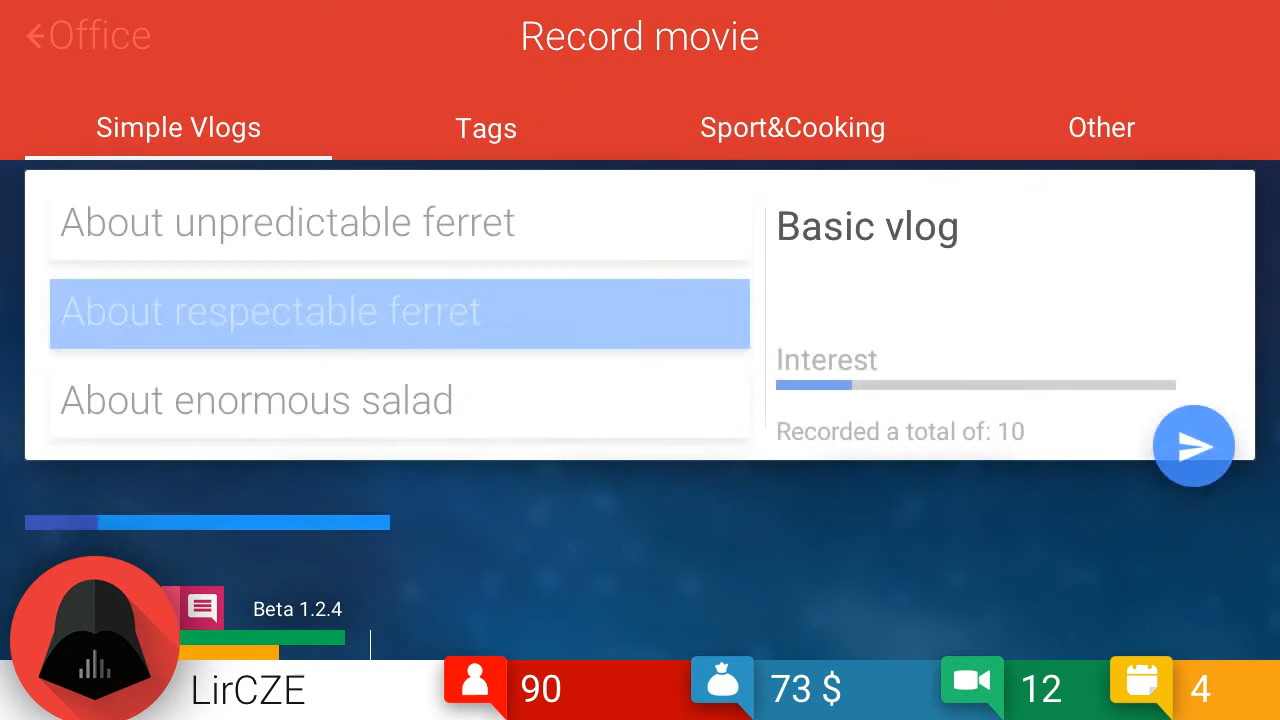 Office
Record movie
Simple Vlogs
Tags
Sport&Cooking
Other
About unpredictable ferret
About respectable ferret
About enormous salad
Basic vlog
Interest
Recorded a total of: 10
Beta 1.2.4
LirCZE
90
73 $
12
4